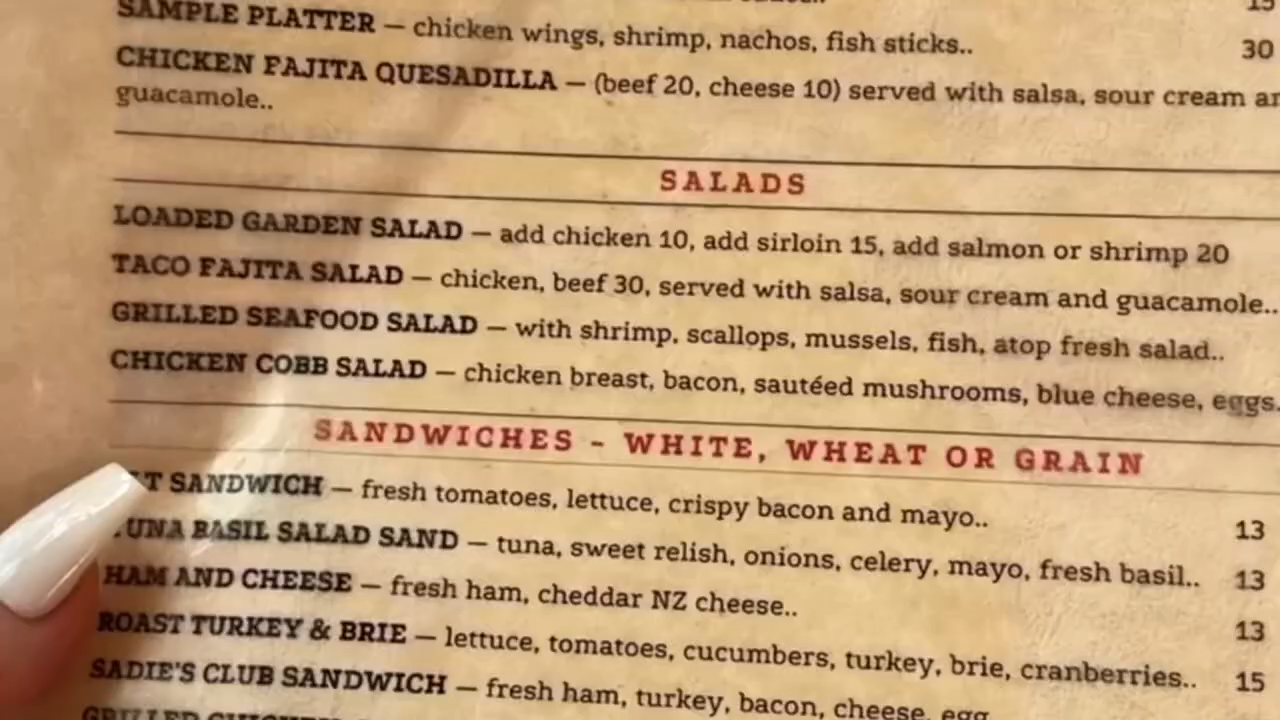 15
SAMPLE PLATTER — chicken wings, shrimp, nachos, fish sticks.. 30
CHICKEN FAJITA QUESADILLA — (beef 20, cheese 10) served with salsa, sour cream
guacamole..
SALADS
LOADED GARDEN SALAD — add chicken 10, add sirloin 15, add salmon or shrimp 20
TACO FAJITA SALAD — chicken, beef 30, served with salsa, sour cream and guacamole..
GRILLED SEAFOOD SALAD — with shrimp, scallops, mussels, fish, atop fresh salad..
CHICKEN COBB SALAD — chicken breast, bacon, sautéed mushrooms, blue cheese, eggs.
SANDWICHES - WHITE, WHEAT OR GRAIN
SANDWICH — fresh tomatoes, lettuce, crispy bacon and mayo.. 13
BASIL SALAD SAND — tuna, sweet relish, onions, celery, mayo, fresh basil.. 13
HAM AND CHEESE — fresh ham, cheddar NZ cheese.. 13
ROAST TURKEY & BRIE — lettuce, tomatoes, cucumbers, turkey, brie, cranberries.. 15
SADIE'S CLUB SANDWICH — fresh ham, turkey, bacon, cheese, egg